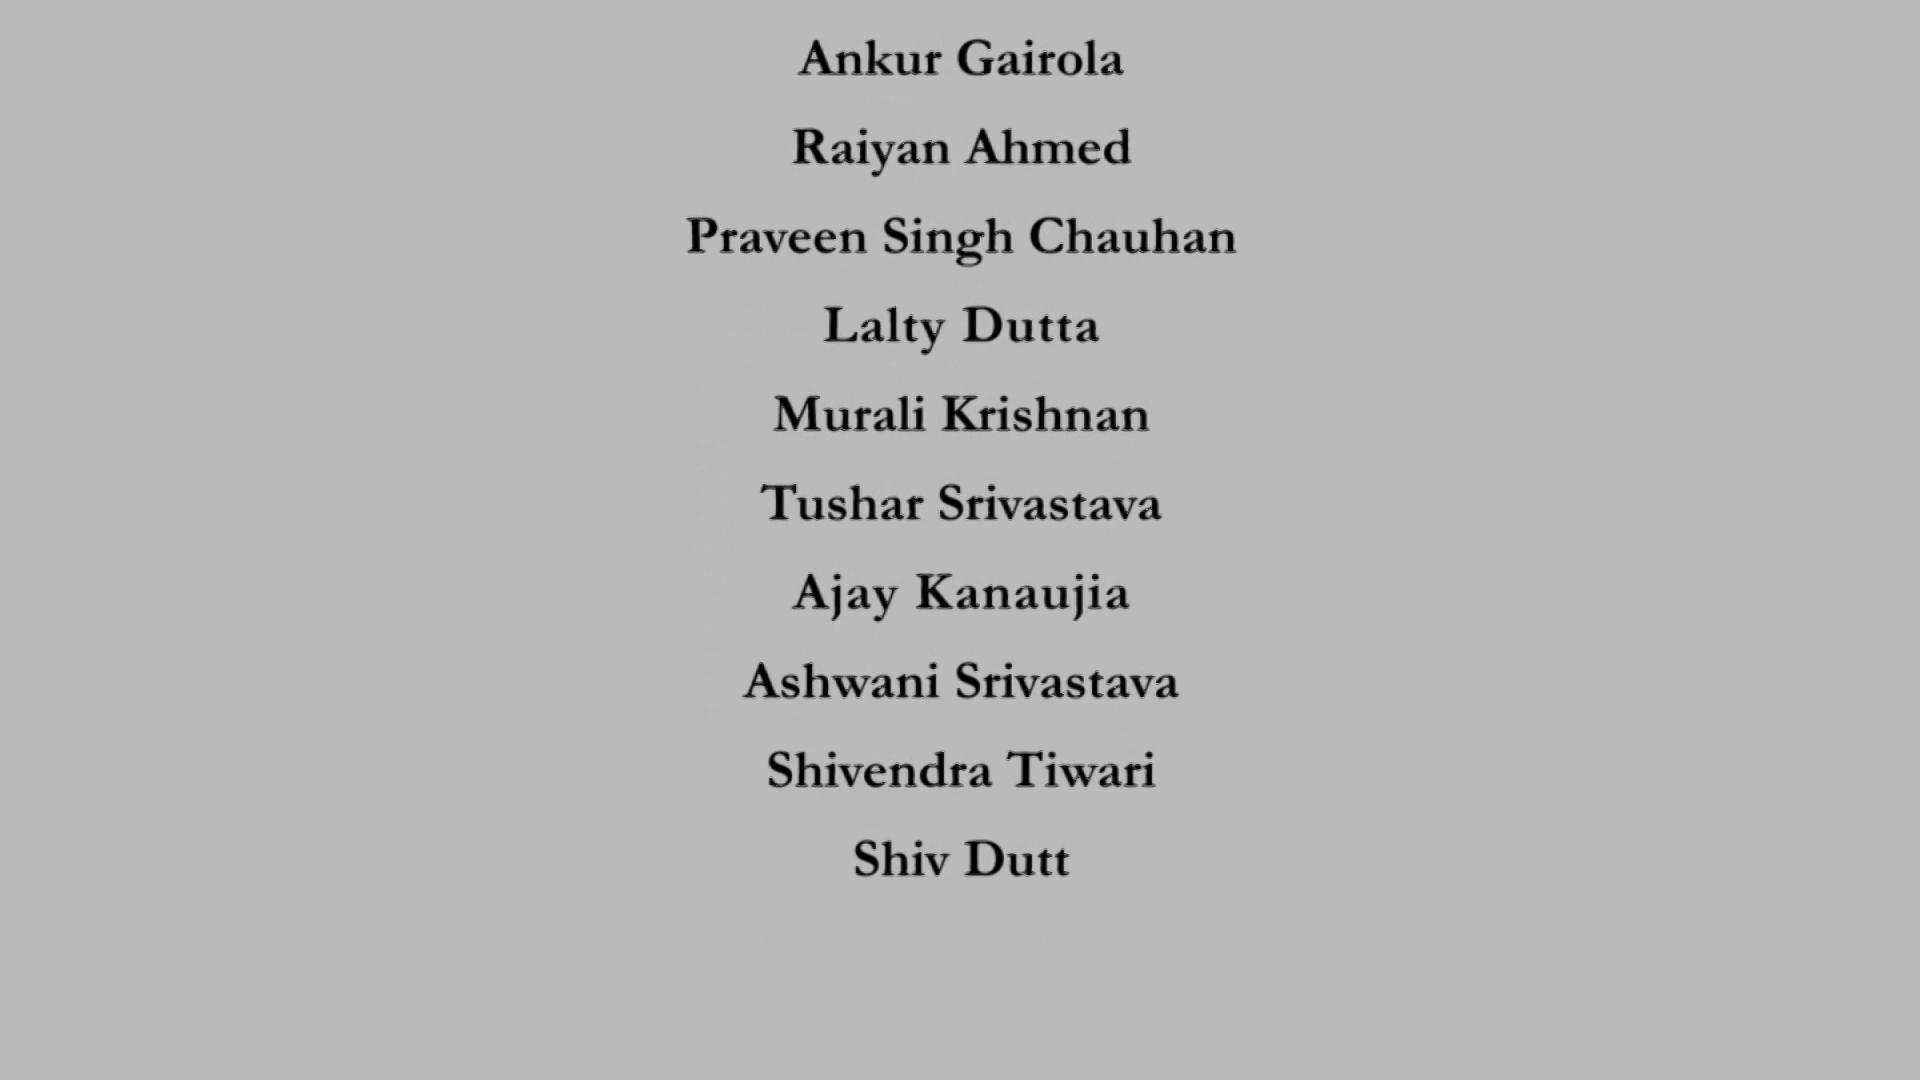 Ankur Gairola
Raiyan Ahmed
Praveen Singh Chauhan
Lalty Dutta
Murali Krishnan
Tushar Srivastava
Ajay Kanaujia
Ashwani Srivastava
Shivendra Tiwari
Shiv Dutt